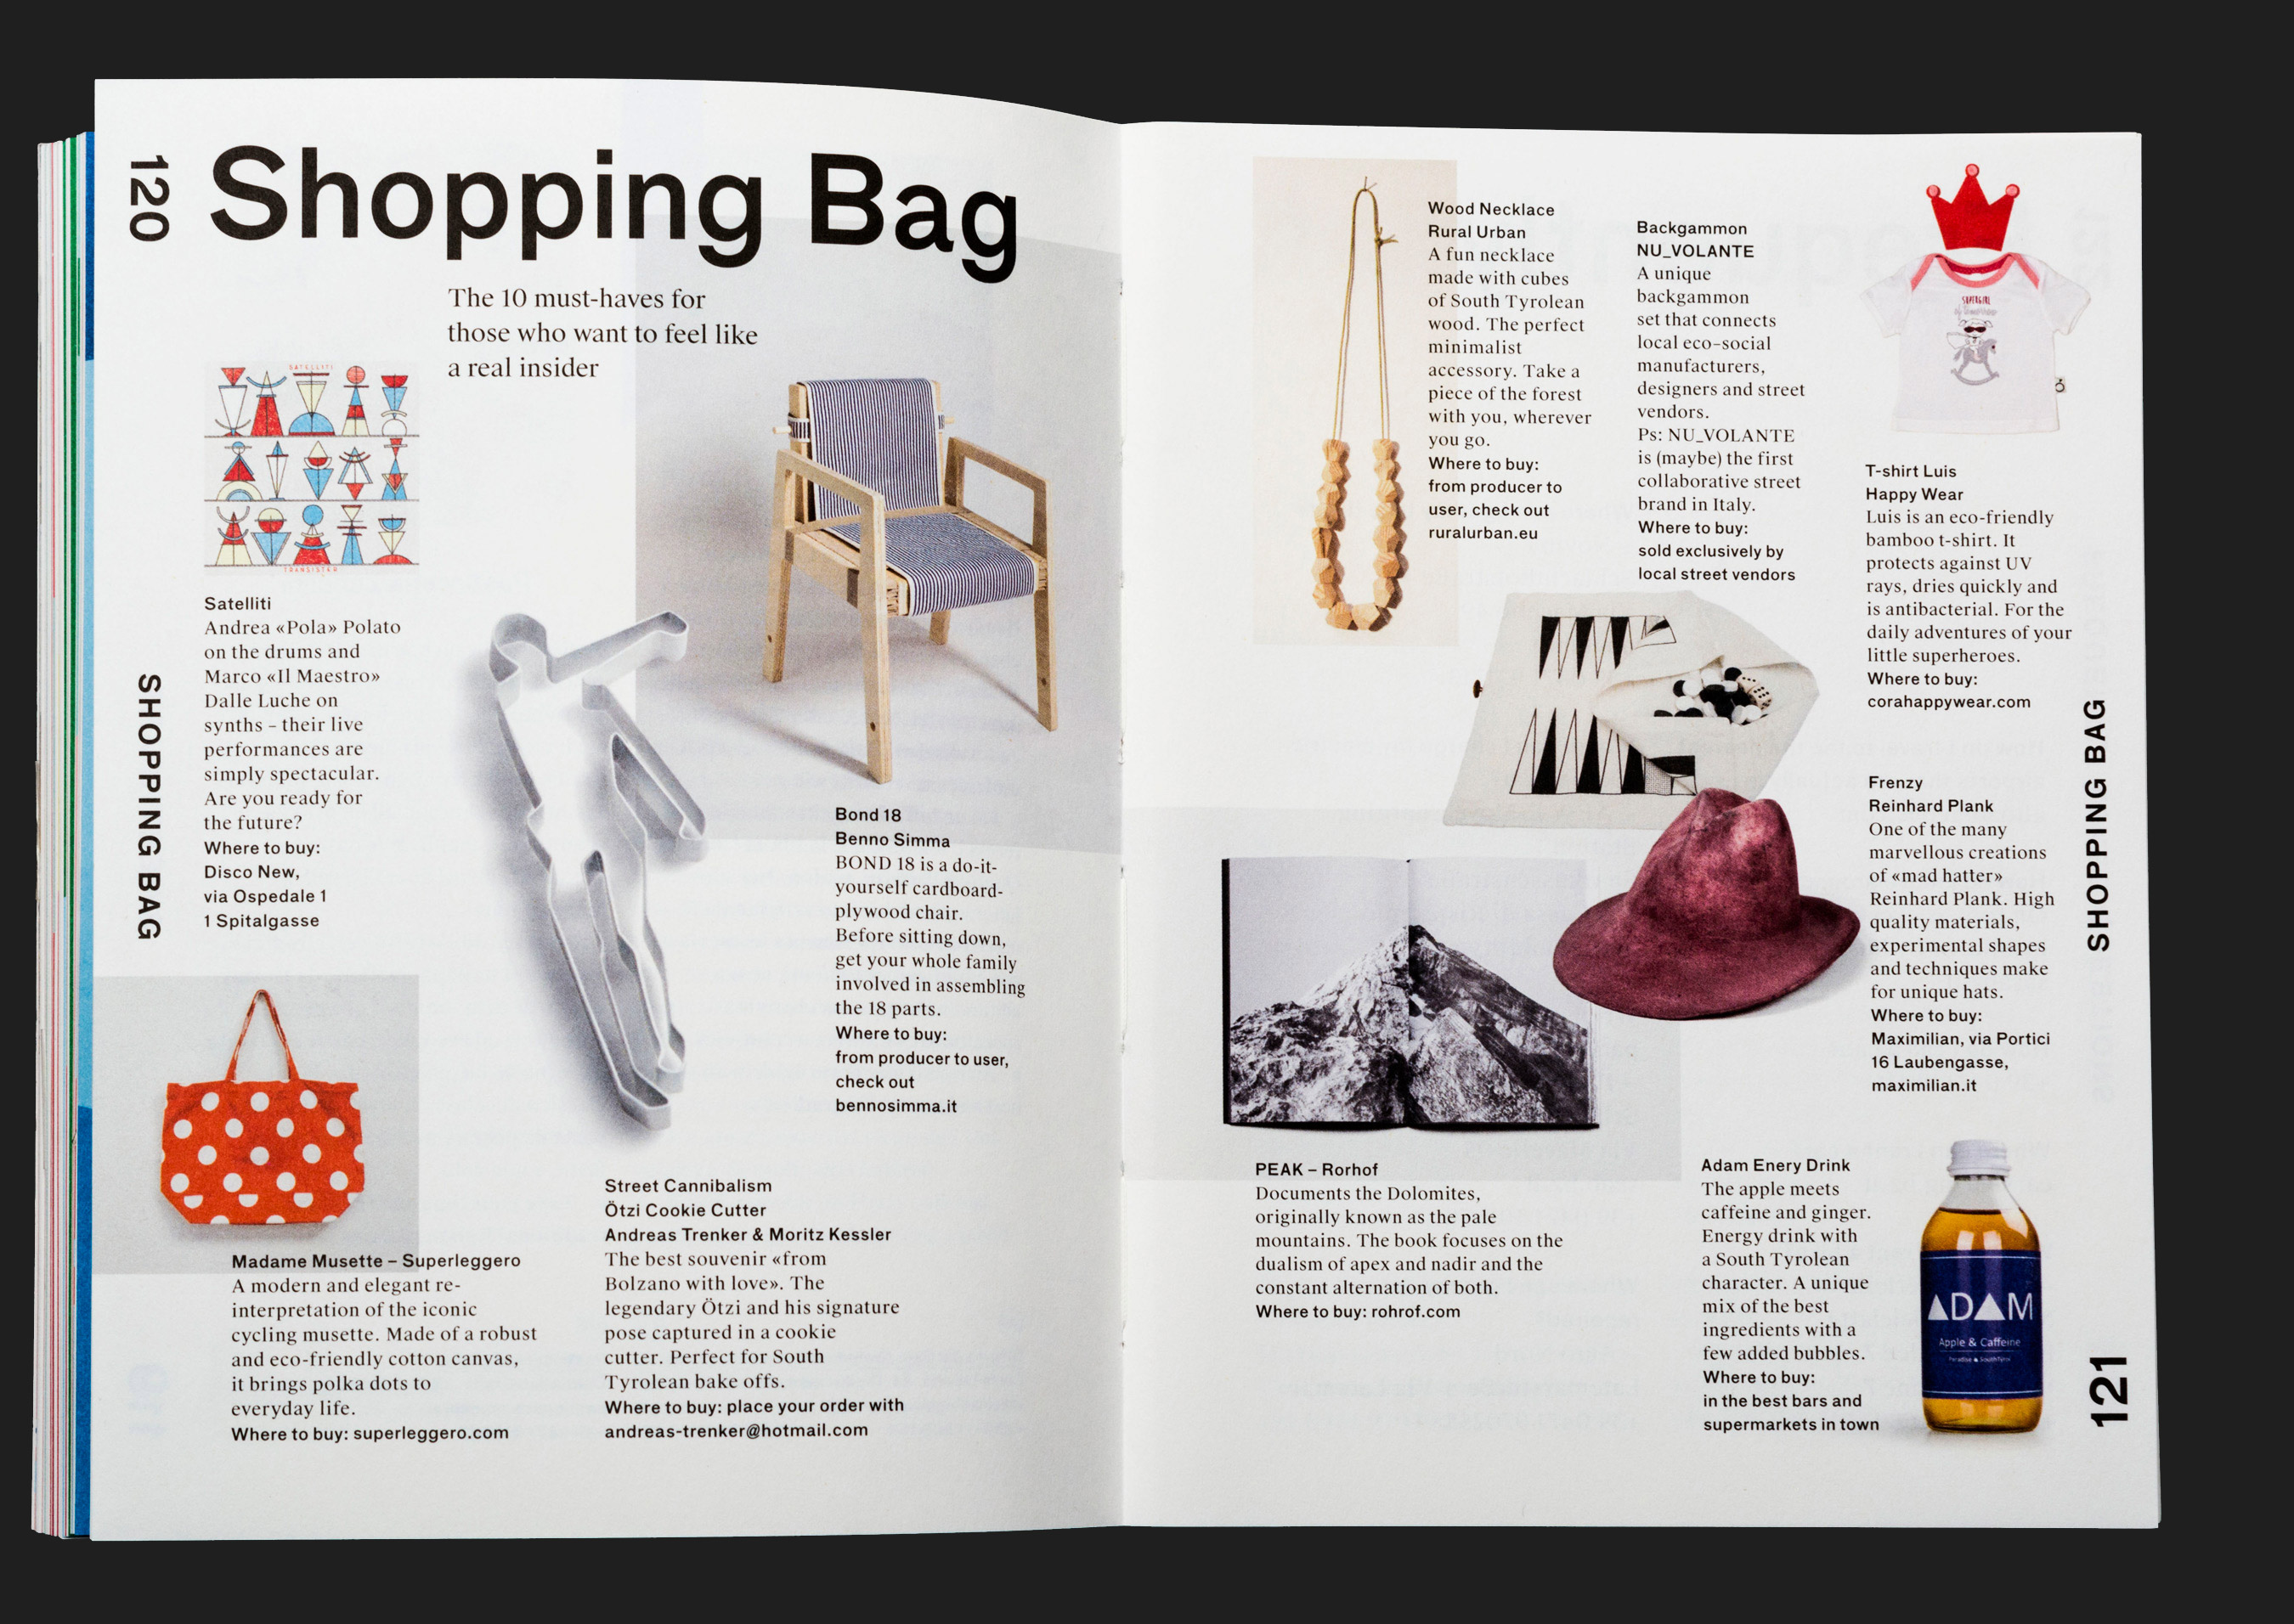 120
Shopping Bag
The 10 must-haves for
those who want to feel like
a real insider
SATELLITI
TRANSISTER
Satelliti
Andrea «Pola» Polato
on the drums and
Marco «Il Maestro»
Dalle Luche on
synths – their live
performances are
simply spectacular.
Are you ready for
the future?
Where to buy:
Disco New,
via Ospedale 1
1 Spitalgasse
SHOPPING BAG
Bond 18
Benno Simma
BOND 18 is a do-it-
yourself cardboard-
plywood chair.
Before sitting down,
get your whole family
involved in assembling
the 18 parts.
Where to buy:
from producer to user,
check out
bennosimma.it
Madame Musette – Superleggero
A modern and elegant re-
interpretation of the iconic
cycling musette. Made of a robust
and eco-friendly cotton canvas,
it brings polka dots to
everyday life.
Where to buy: superleggero.com
Street Cannibalism
Ötzi Cookie Cutter
Andreas Trenker & Moritz Kessler
The best souvenir «from
Bolzano with love». The
legendary Ötzi and his signature
pose captured in a cookie
cutter. Perfect for South
Tyrolean bake offs.
Where to buy: place your order with
andreas-trenker@hotmail.com
Wood Necklace
Rural Urban
A fun necklace
made with cubes
of South Tyrolean
wood. The perfect
minimalist
accessory. Take a
piece of the forest
with you, wherever
you go.
Where to buy:
from producer to
user, check out
ruralurban.eu
Backgammon
NU_VOLANTE
A unique
backgammon
set that connects
local eco-social
manufacturers,
designers and street
vendors.
Ps: NU_VOLANTE
is (maybe) the first
collaborative street
brand in Italy.
Where to buy:
sold exclusively by
local street vendors
SUPERGIRL
T-shirt Luis
Happy Wear
Luis is an eco-friendly
bamboo t-shirt. It
protects against UV
rays, dries quickly and
is antibacterial. For the
daily adventures of your
little superheroes.
Where to buy:
corahappywear.com
SHOPPING BAG
Frenzy
Reinhard Plank
One of the many
marvellous creations
of «mad hatter»
Reinhard Plank. High
quality materials,
experimental shapes
and techniques make
for unique hats.
Where to buy:
Maximilian, via Portici
16 Laubengasse,
maximilian.it
PEAK – Rorhof
Documents the Dolomites,
originally known as the pale
mountains. The book focuses on the
dualism of apex and nadir and the
constant alternation of both.
Where to buy: rohrof.com
Adam Enery Drink
The apple meets
caffeine and ginger.
Energy drink with
a South Tyrolean
character. A unique
mix of the best
ingredients with a
few added bubbles.
Where to buy:
in the best bars and
supermarkets in town
ADAM
Apple & Caffeine
121